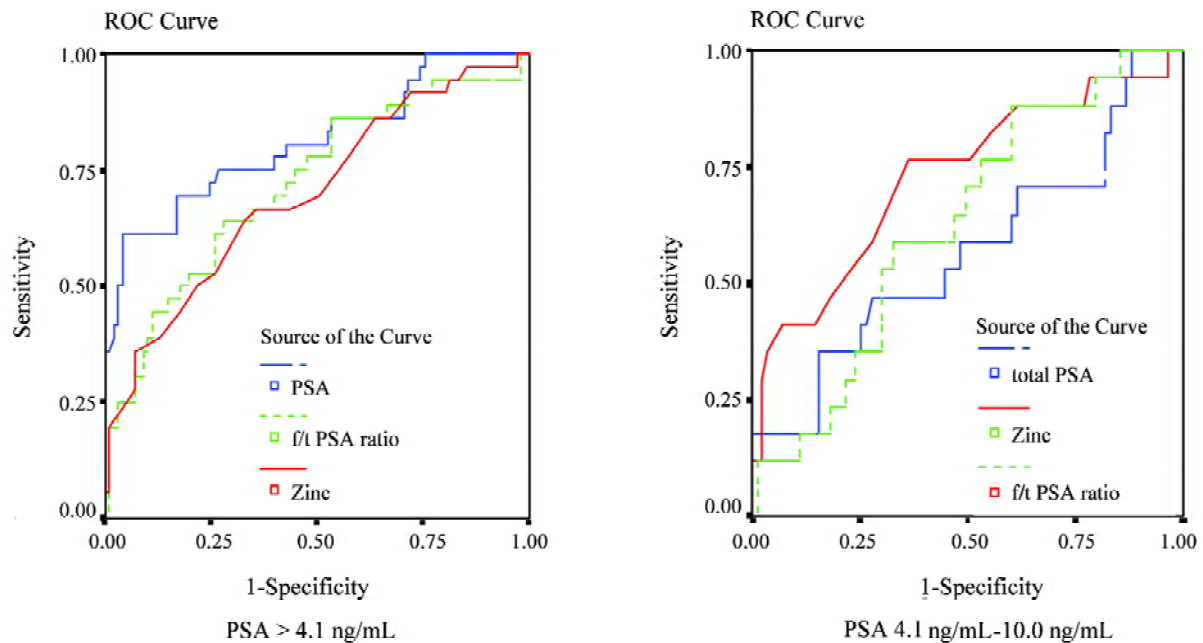 ROC Curve
1.00
0.75
0.50
0.25
0.00
Sensitivity
Source of the Curve
PSA
f/t PSA ratio
Zinc
0.00 0.25 0.50 0.75 1.00
1-Specificity
PSA > 4.1 ng/mL
ROC Curve
1.00
0.75
0.50
0.25
0.00
Sensitivity
Source of the Curve
total PSA
Zinc
f/t PSA ratio
0.00 0.25 0.50 0.75 1.00
1-Specificity
PSA 4.1 ng/mL-10.0 ng/mL